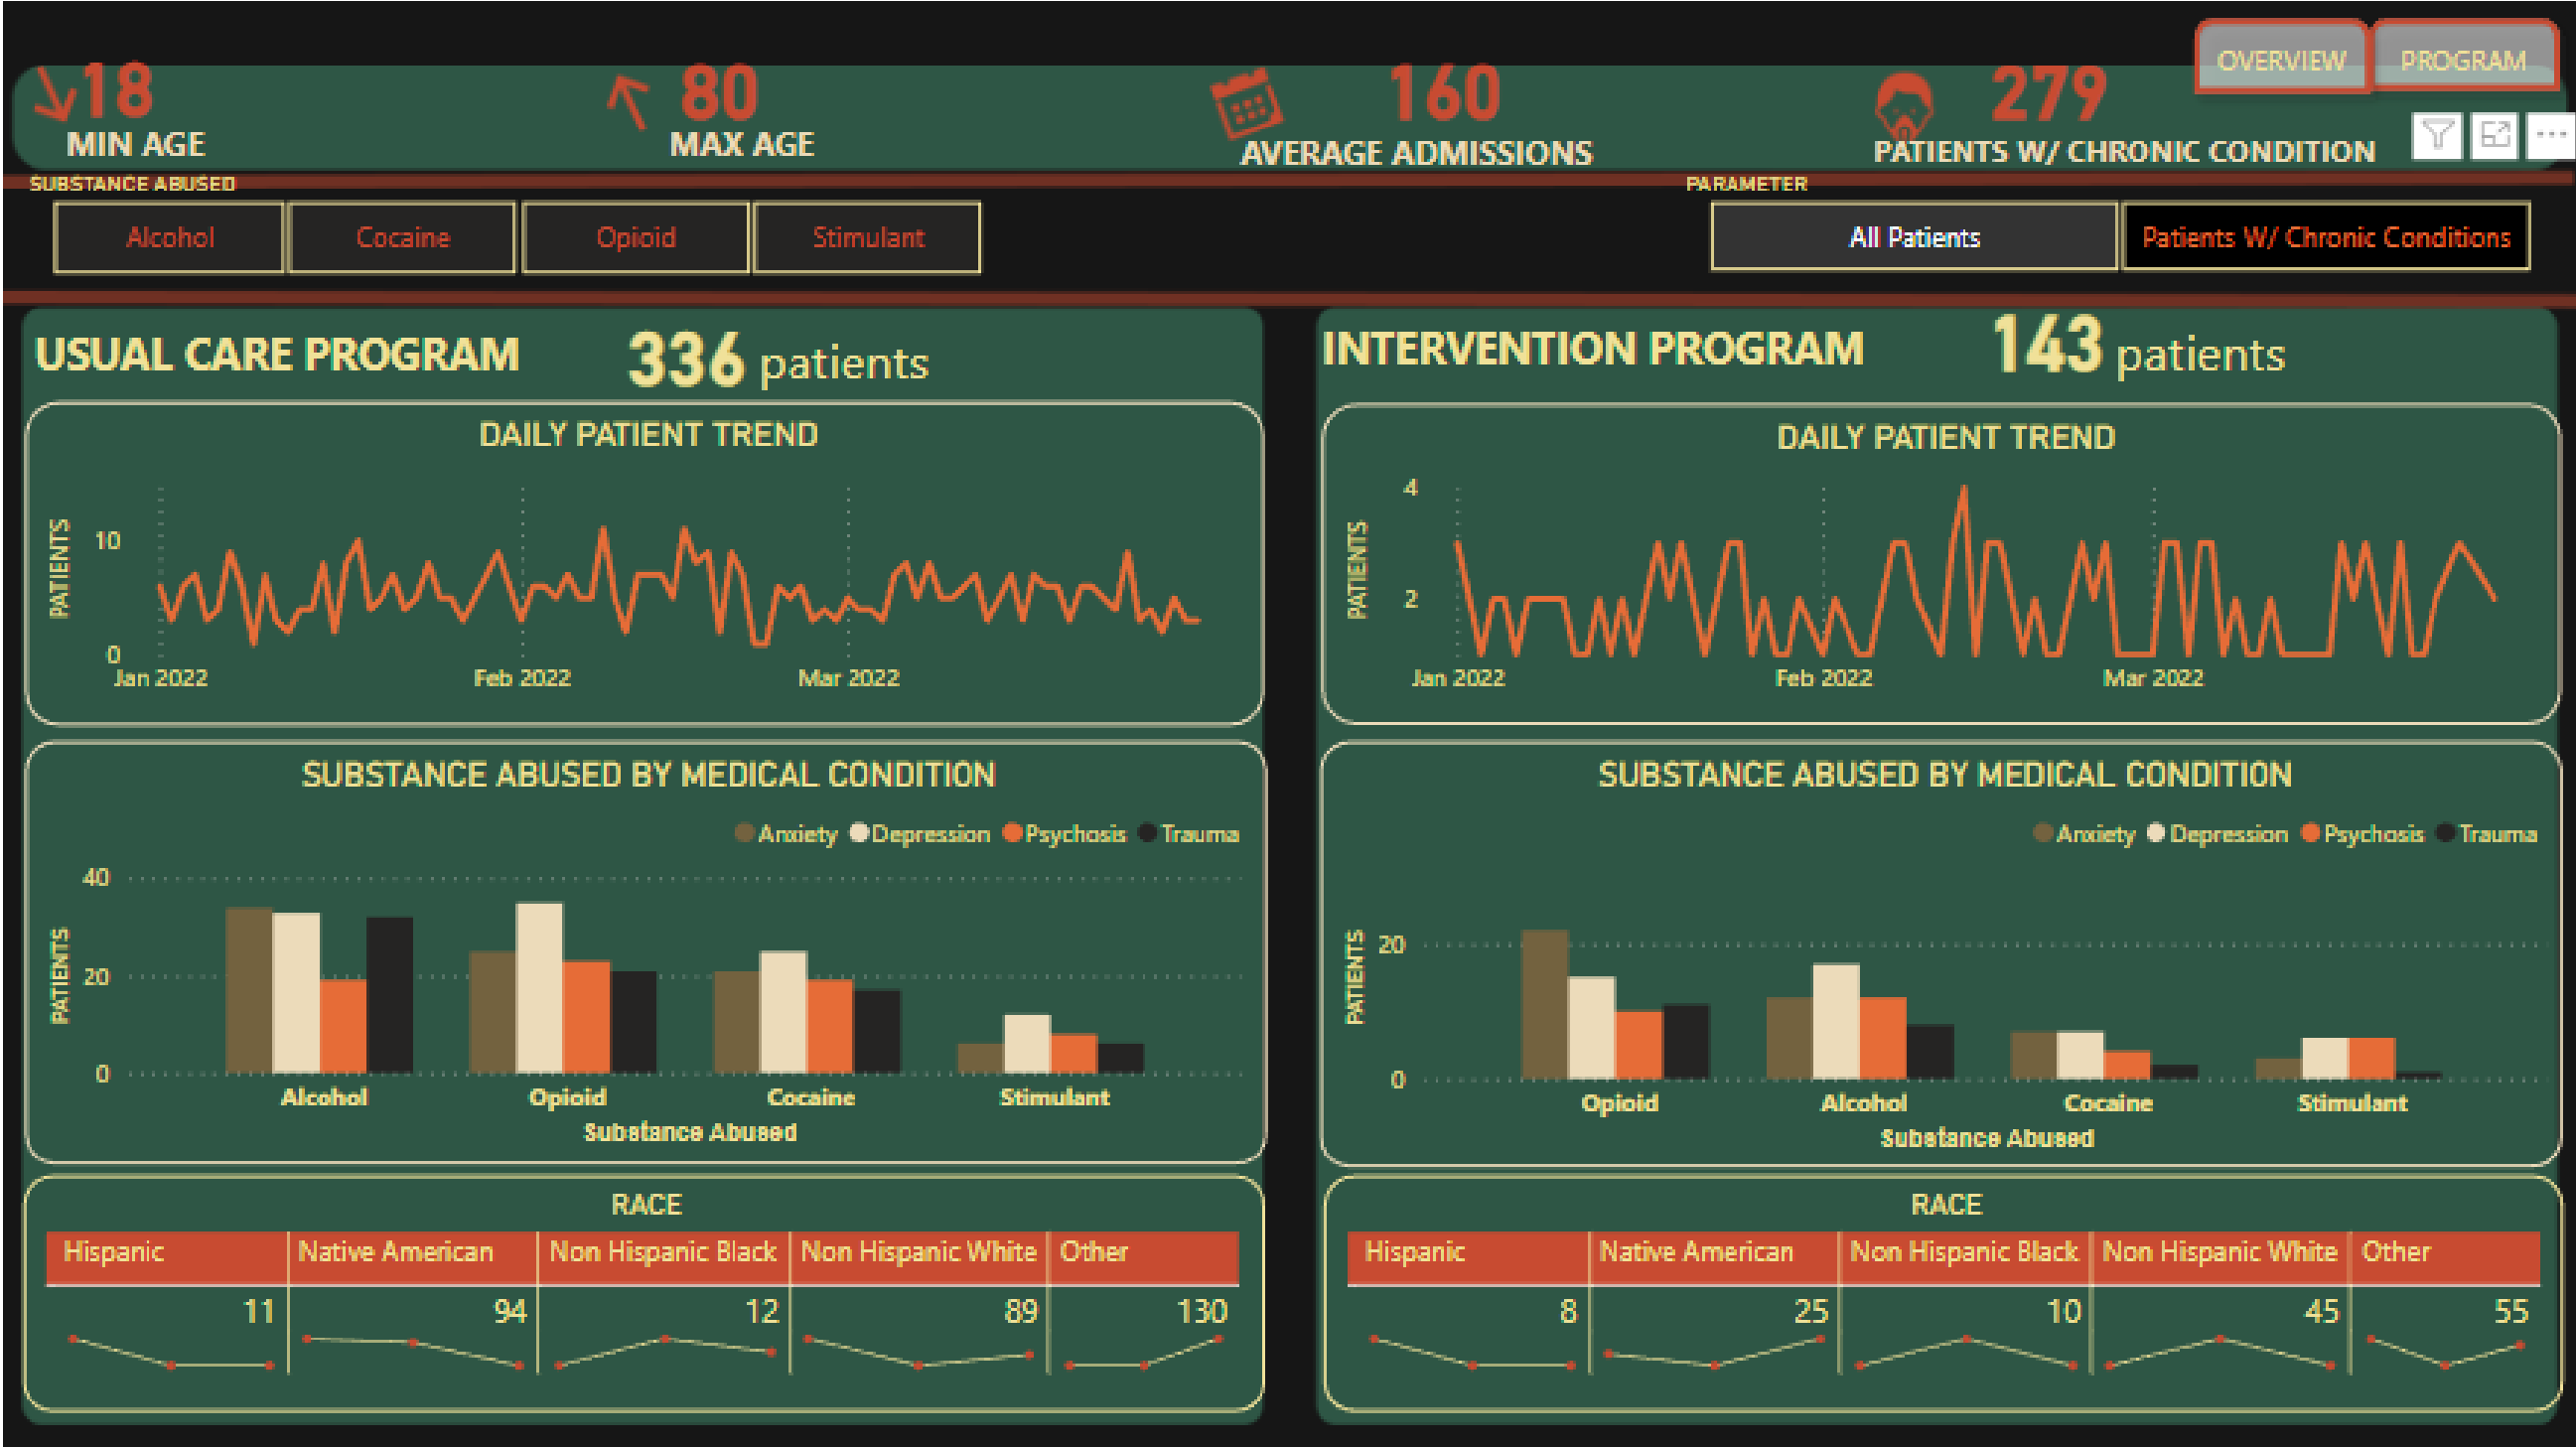 OVERVIEW PROGRAM
18 80 160 279
MIN AGE MAX AGE AVERAGE ADMISSIONS PATIENTS W/ CHRONIC CONDITION
SUBSTANCE ABUSED PARAMETER
Alcohol Cocaine Opioid Stimulant All Patients Patients W/ Chronic Conditions
USUAL CARE PROGRAM 336 patients
DAILY PATIENT TREND
PATIENTS
10
0
Jan 2022 Feb 2022 Mar 2022
SUBSTANCE ABUSED BY MEDICAL CONDITION
Anxiety Depression Psychosis Trauma
PATIENTS
40
20
0
Alcohol Opioid Cocaine Stimulant
Substance Abused
RACE
Hispanic Native American Non Hispanic Black Non Hispanic White Other
11 94 12 89 130
INTERVENTION PROGRAM 143 patients
DAILY PATIENT TREND
PATIENTS
4
2
Jan 2022 Feb 2022 Mar 2022
SUBSTANCE ABUSED BY MEDICAL CONDITION
Anxiety Depression Psychosis Trauma
PATIENTS
20
0
Opioid Alcohol Cocaine Stimulant
Substance Abused
RACE
Hispanic Native American Non Hispanic Black Non Hispanic White Other
8 25 10 45 55